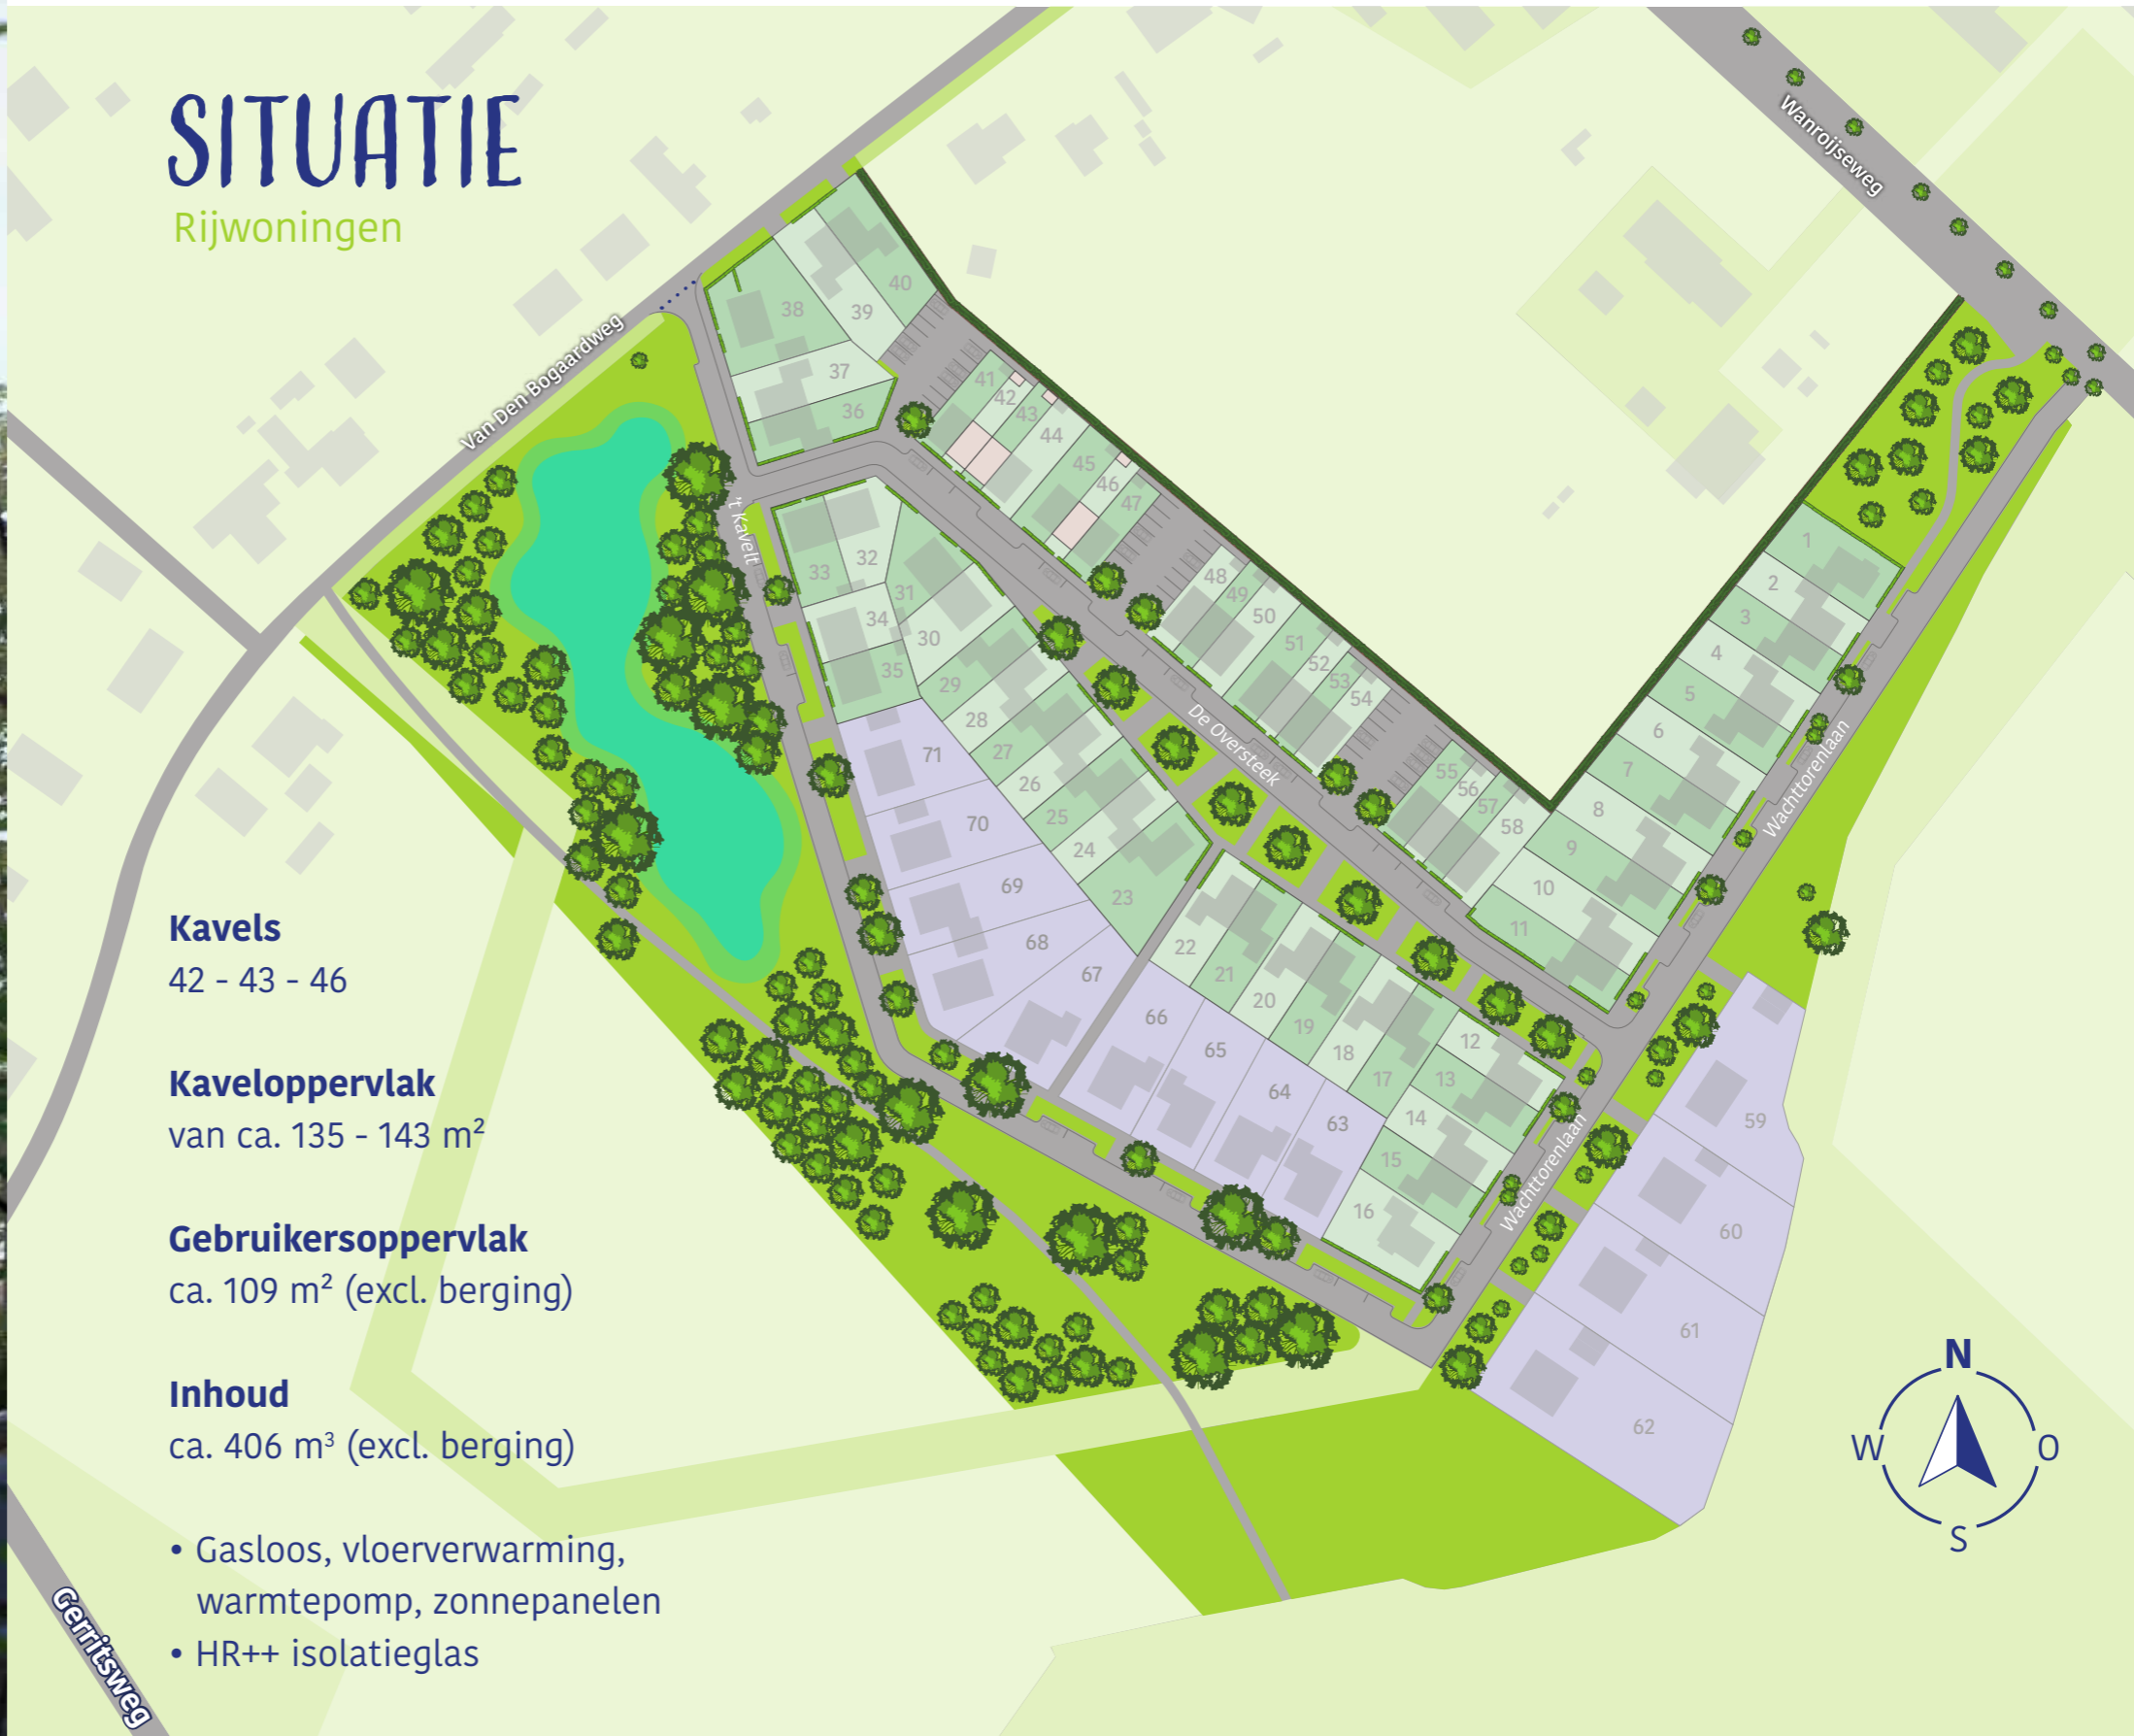 SITUATIE
Rijwoningen
Wanroijseweg
Van Den Bogaardweg
't Kavelt
De Oversteek
Wachttorenlaan
Wachttorenlaan
Gerritsweg
40
38
39
37
36
41
42
43
44
45
46
47
48
49
50
51
52
53
54
55
56
57
58
1
2
3
4
5
6
7
8
9
10
11
33
32
31
34
30
35
29
28
27
26
25
24
23
71
70
69
68
67
22
21
20
19
18
17
12
13
14
15
16
66
65
64
63
59
60
61
62
Kavels
42 - 43 - 46
Kaveloppervlak
van ca. 135 - 143 m²
Gebruikersoppervlak
ca. 109 m² (excl. berging)
Inhoud
ca. 406 m³ (excl. berging)
• Gasloos, vloerverwarming,
warmtepomp, zonnepanelen
• HR++ isolatieglas
N
W
O
S